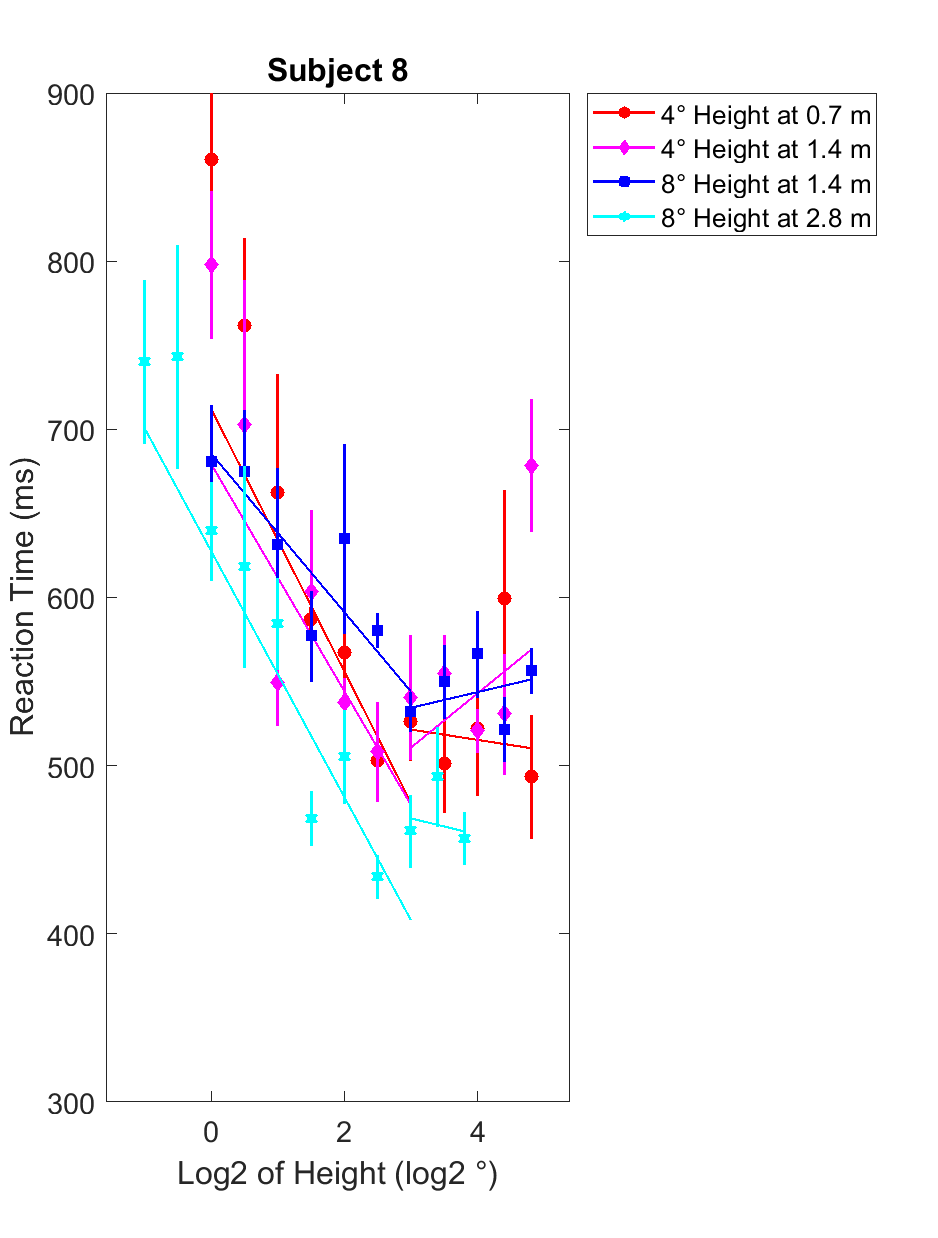 Subject 8
900
800
700
600
500
400
300
Reaction Time (ms)
0 2 4
Log2 of Height (log2 °)
4° Height at 0.7 m
4° Height at 1.4 m
8° Height at 1.4 m
8° Height at 2.8 m